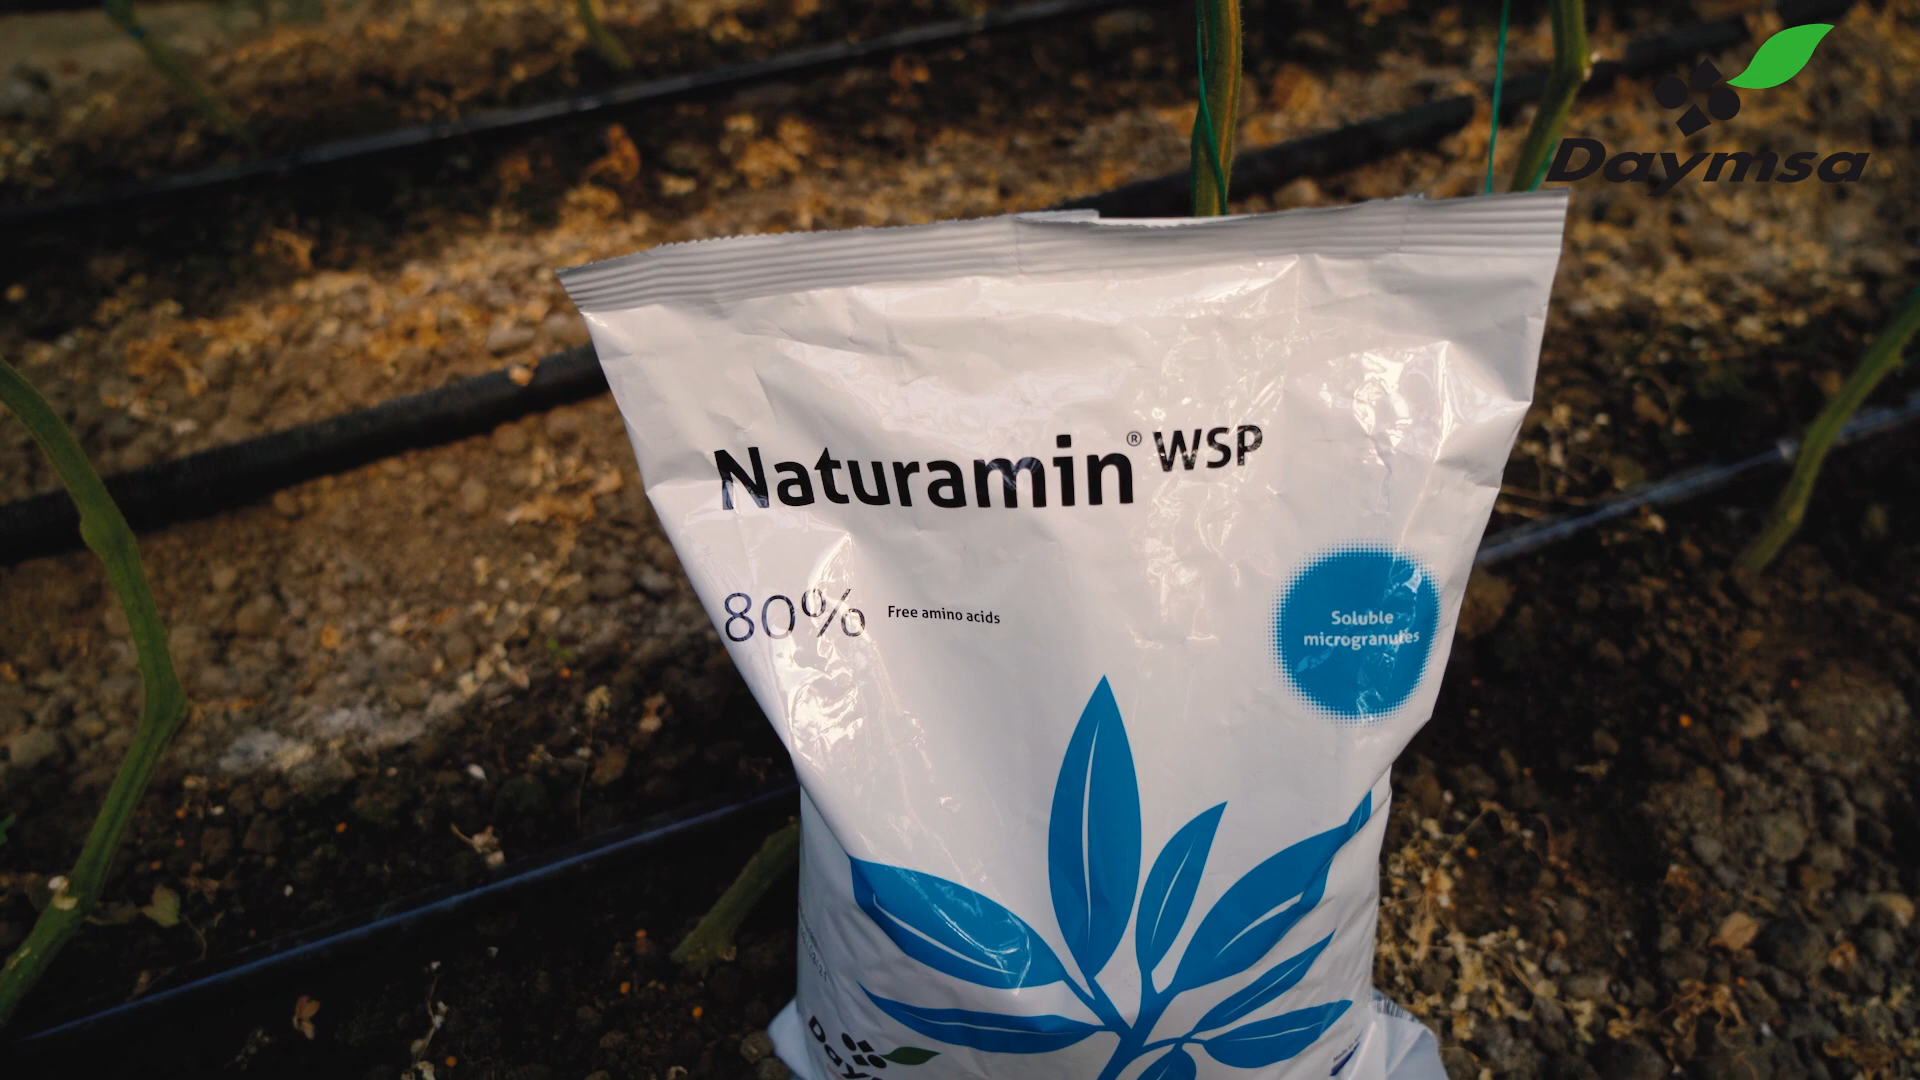 Daymsa
Naturamin® WSP
80% Free amino acids
Soluble
microgranules